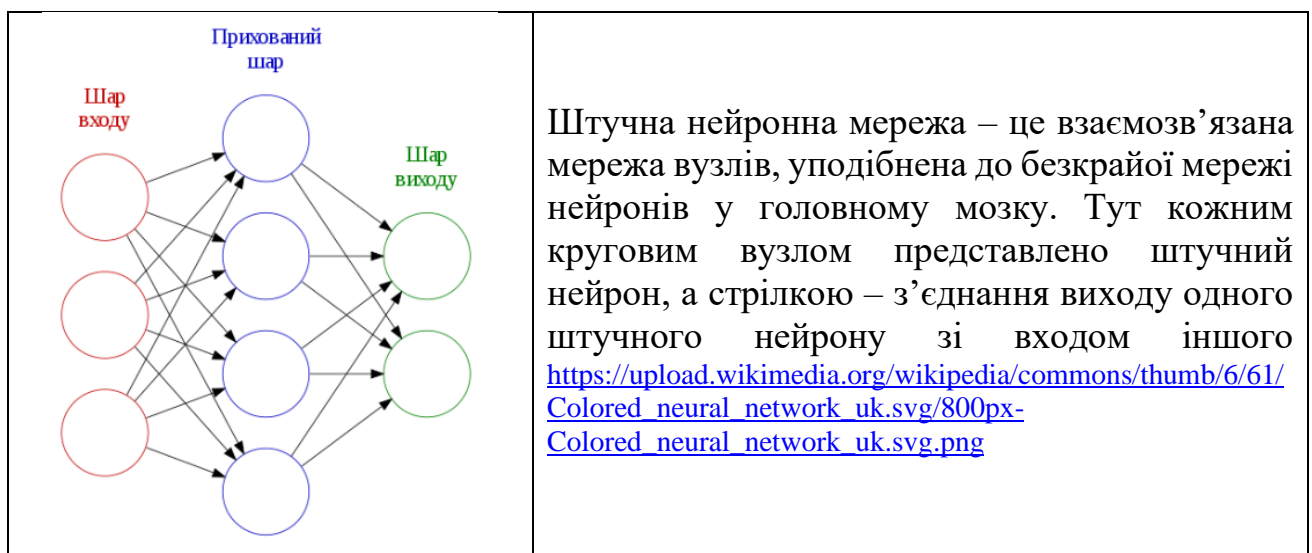 Прихований
шар
Шар
входу
Шар
виходу
Штучна нейронна мережа – це взаємозв’язана
мережа вузлів, уподібнена до безкрайої мережі
нейронів у головному мозку. Тут кожним
круговим вузлом представлено штучний
нейрон, а стрілкою – з’єднання виходу одного
штучного нейрону зі входом іншого
https://upload.wikimedia.org/wikipedia/commons/thumb/6/61/
Colored_neural_network_uk.svg/800px-
Colored_neural_network_uk.svg.png